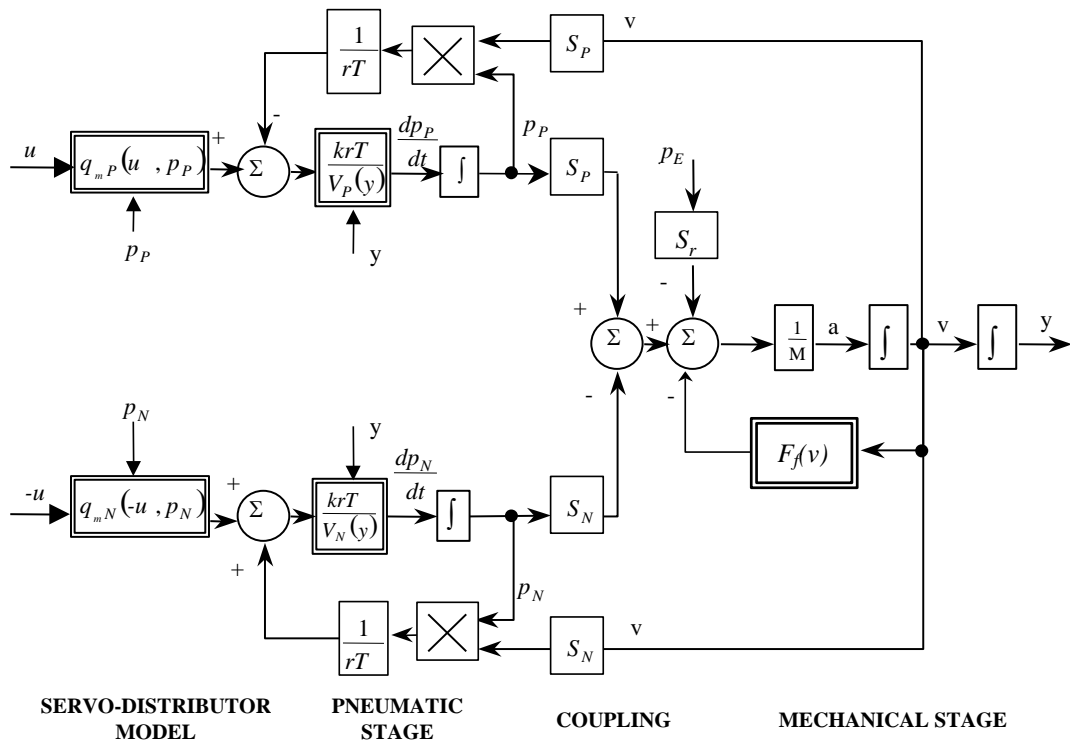 v
1
rT
S_P
u
q_mP(u , p_P)
+
-
Σ
krT
V_P(y)
dp_P
dt
∫
p_P
S_P
p_E
p_P
y
S_r
-
+
Σ
+
Σ
1
M
a
∫
v
∫
y
-
-
F_f(v)
p_N
y
-u
q_mN(-u , p_N)
+
Σ
+
krT
V_N(y)
dp_N
dt
∫
S_N
p_N
1
rT
S_N
v
SERVO-DISTRIBUTOR
MODEL
PNEUMATIC
STAGE
COUPLING
MECHANICAL STAGE